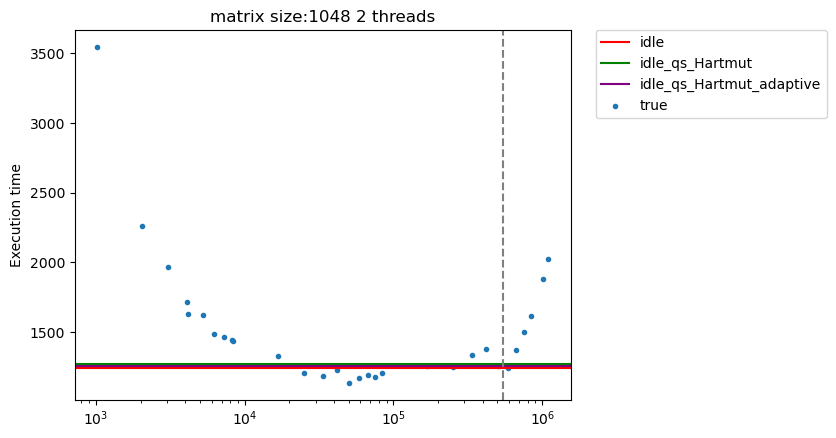 matrix size:1048 2 threads
idle
idle_qs_Hartmut
idle_qs_Hartmut_adaptive
true
Execution time
3500
3000
2500
2000
1500
10³
10⁴
10⁵
10⁶